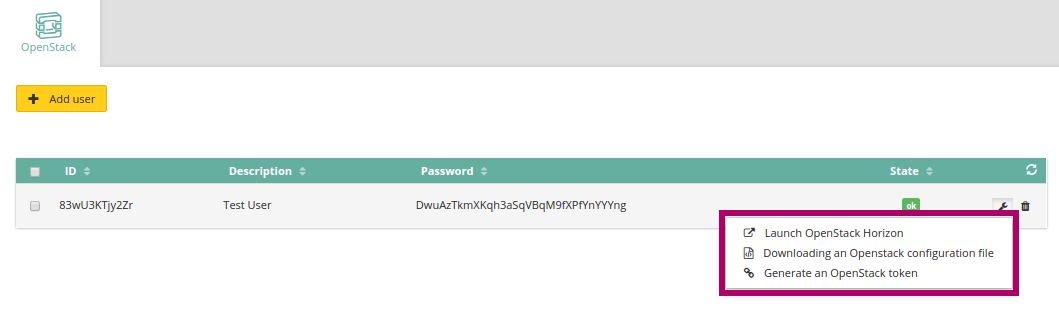 OpenStack
Add user
ID Description Password State
83wU3KTjy2Zr Test User DwuAzTkmXKqh3aSqVBqM9fXPfYnYYYng ok
Launch OpenStack Horizon
Downloading an Openstack configuration file
Generate an OpenStack token